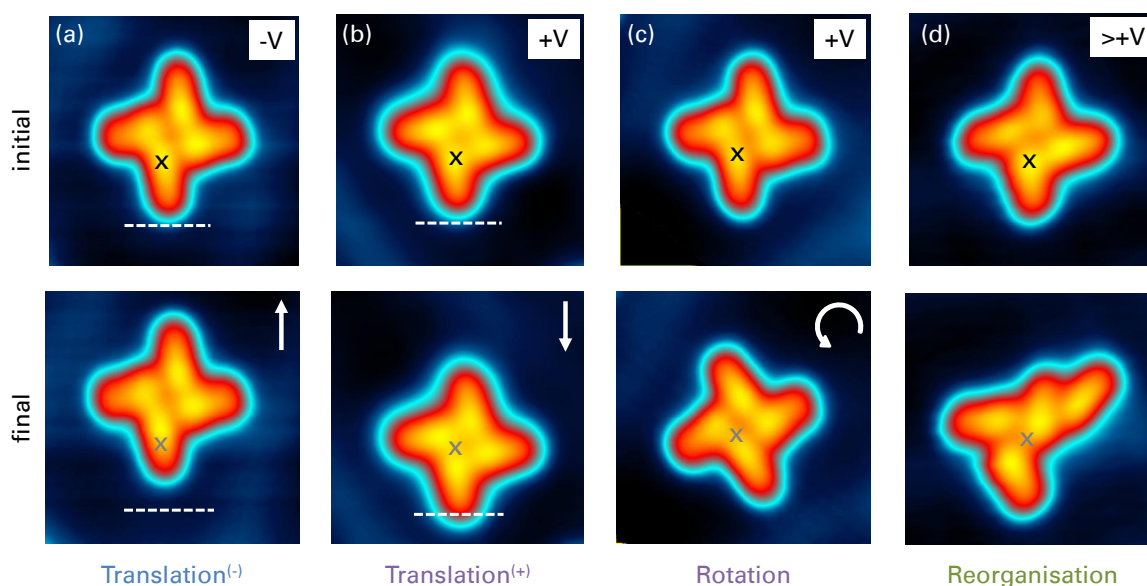 (a) -V (b) +V (c) +V (d) >+V
initial
x x x x
final
x x x x
Translation(-) Translation(+) Rotation Reorganisation